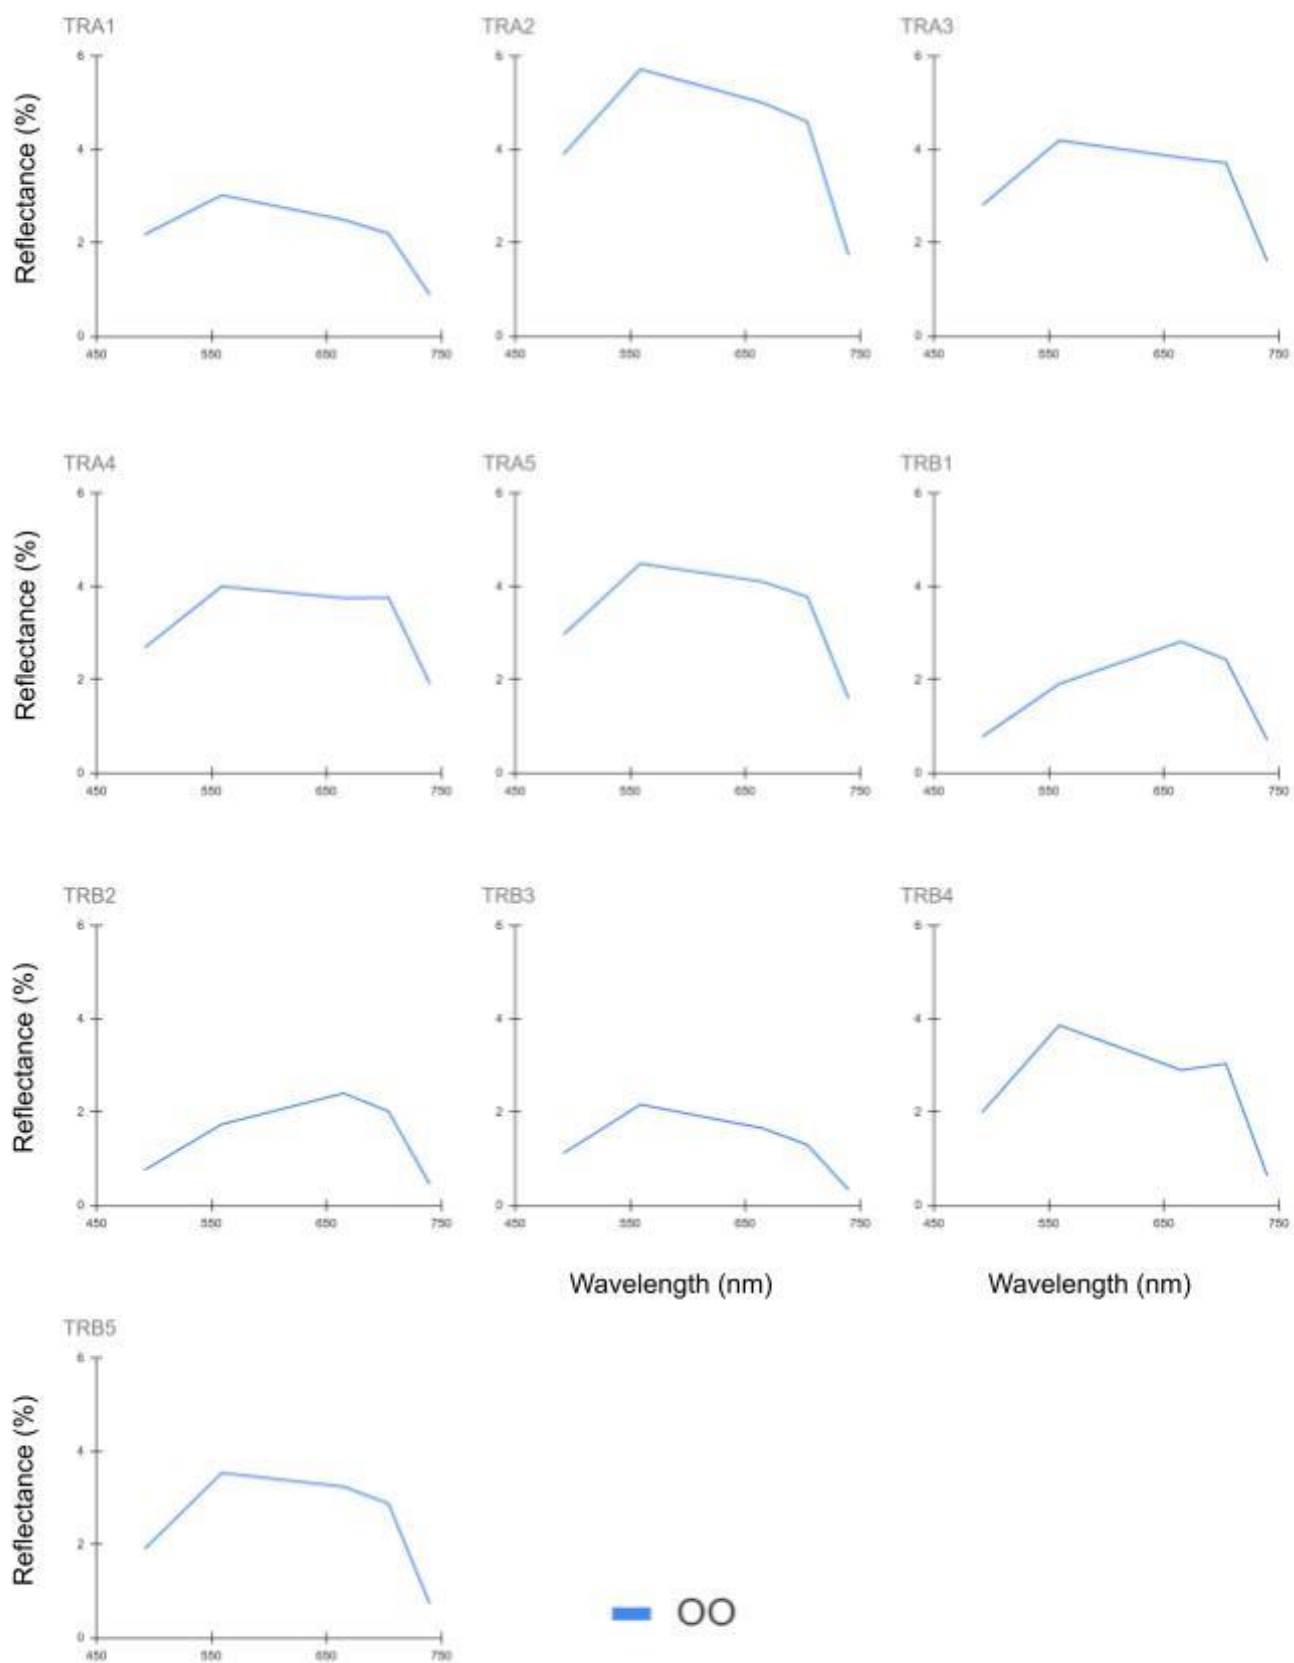 TRA1 TRA2 TRA3
Reflectance (%)
6 6 6
4 4 4
2 2 2
0 0 0
450 550 650 750 450 550 650 750 450 550 650 750
TRA4 TRA5 TRB1
Reflectance (%)
6 6 6
4 4 4
2 2 2
0 0 0
450 550 650 750 450 550 650 750 450 550 650 750
TRB2 TRB3 TRB4
Reflectance (%)
6 6 6
4 4 4
2 2 2
0 0 0
450 550 650 750 450 550 650 750 450 550 650 750
Wavelength (nm) Wavelength (nm)
TRB5
Reflectance (%)
6
4
2
0
450 550 650 750
OO